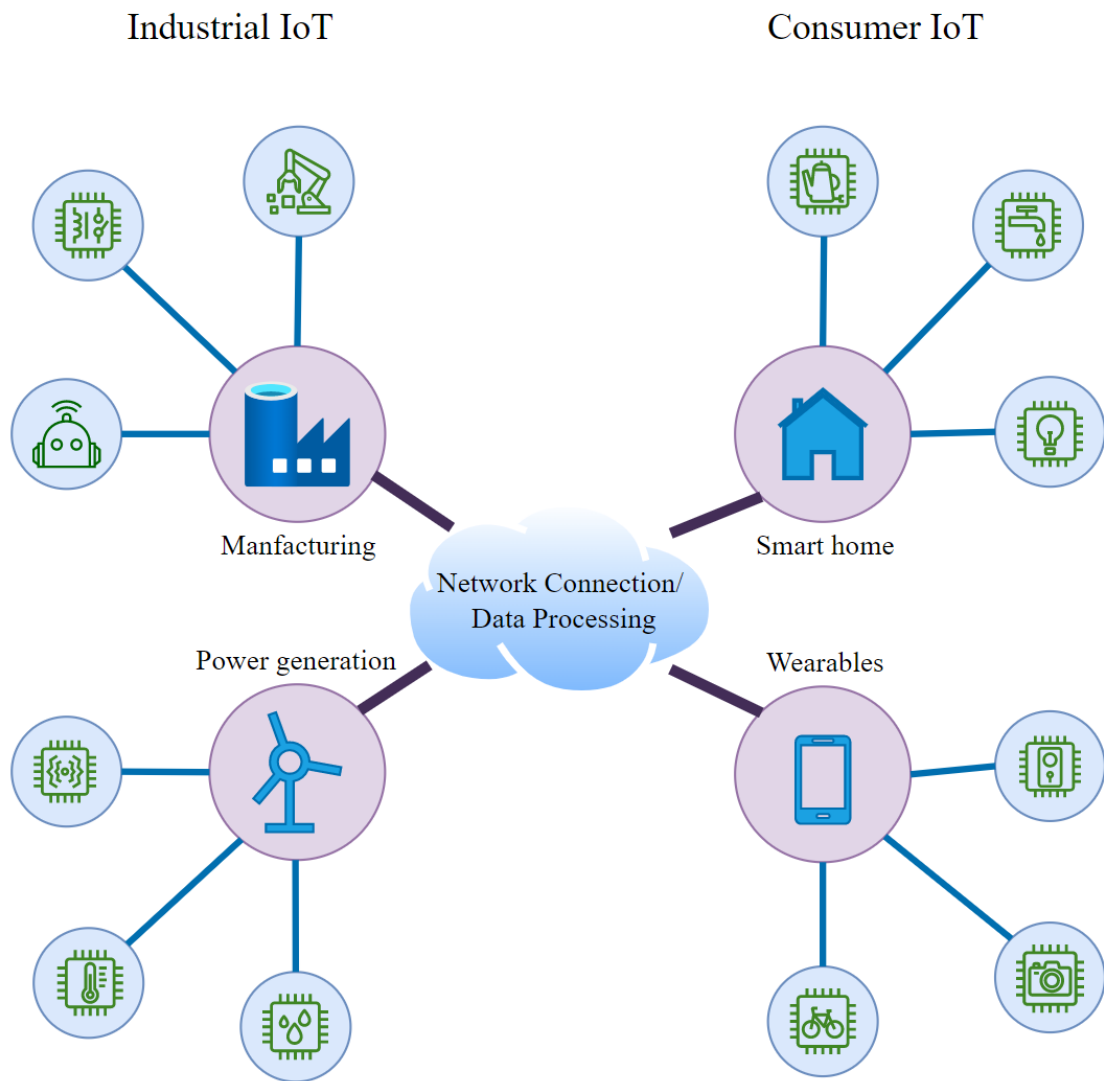 Industrial IoT
Consumer IoT
Manfacturing
Smart home
Network Connection/
Data Processing
Power generation
Wearables